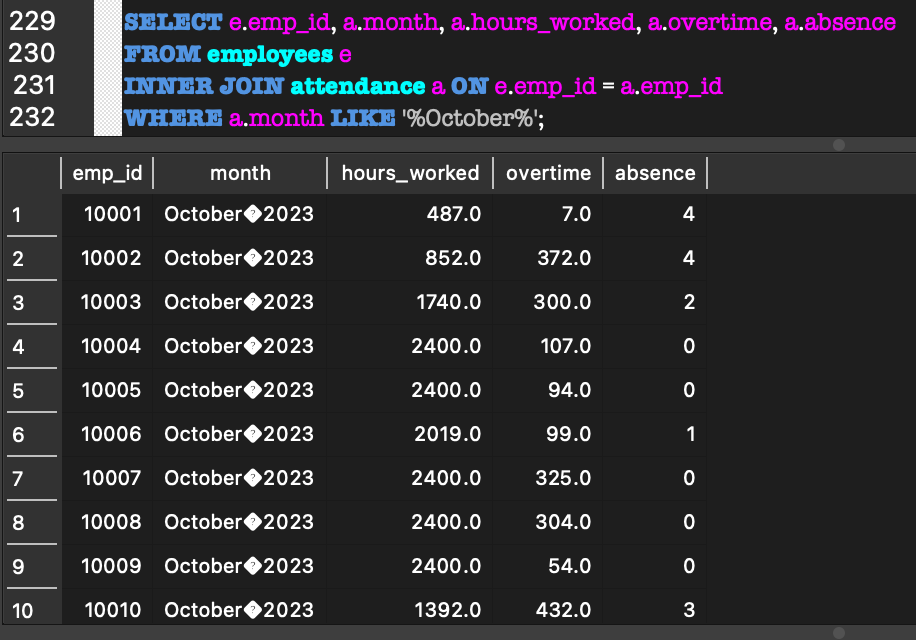 229 SELECT e.emp_id, a.month, a.hours_worked, a.overtime, a.absence
230 FROM employees e
231 INNER JOIN attendance a ON e.emp_id = a.emp_id
232 WHERE a.month LIKE '%October%';
emp_id month hours_worked overtime absence
1 10001 October�2023 487.0 7.0 4
2 10002 October�2023 852.0 372.0 4
3 10003 October�2023 1740.0 300.0 2
4 10004 October�2023 2400.0 107.0 0
5 10005 October�2023 2400.0 94.0 0
6 10006 October�2023 2019.0 99.0 1
7 10007 October�2023 2400.0 325.0 0
8 10008 October�2023 2400.0 304.0 0
9 10009 October�2023 2400.0 54.0 0
10 10010 October�2023 1392.0 432.0 3